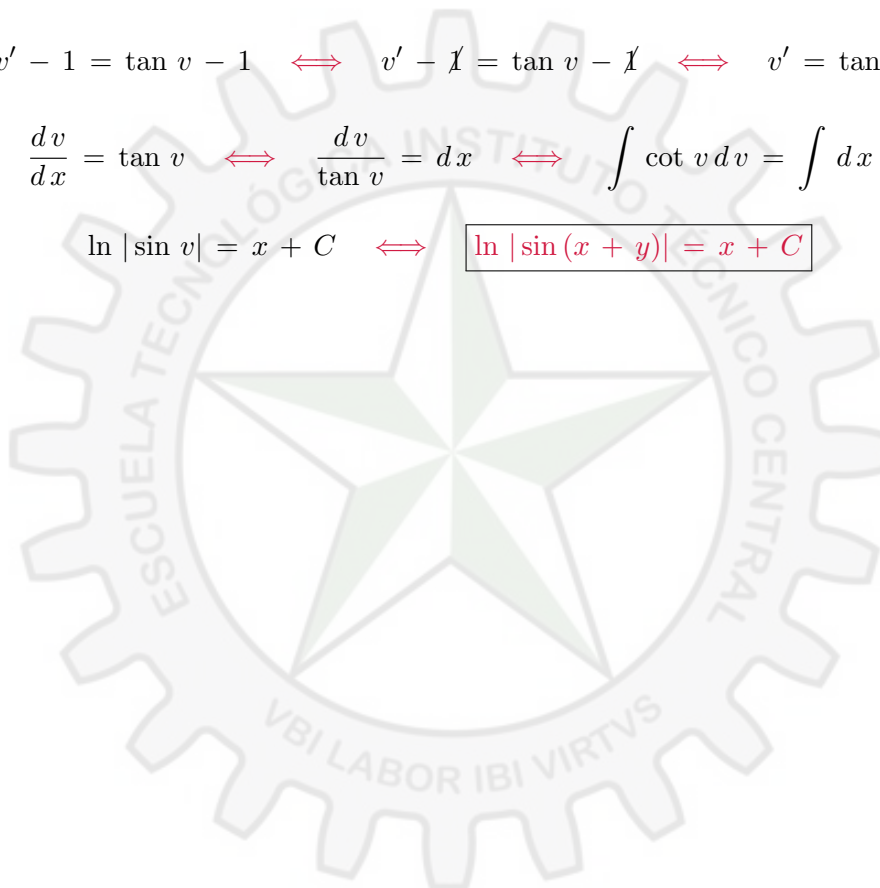 v′ − 1 = tan v − 1 ⟺ v′ − 1 = tan v − 1 ⟺ v′ = tan
dv/dx = tan v ⟺ dv/tan v = dx ⟺ ∫ cot v dv = ∫ dx
ln |sin v| = x + C ⟺ ln |sin (x + y)| = x + C
ESCUELA TECNOLÓGICA INSTITUTO TÉCNICO CENTRAL
VBI LABOR IBI VIRTVS